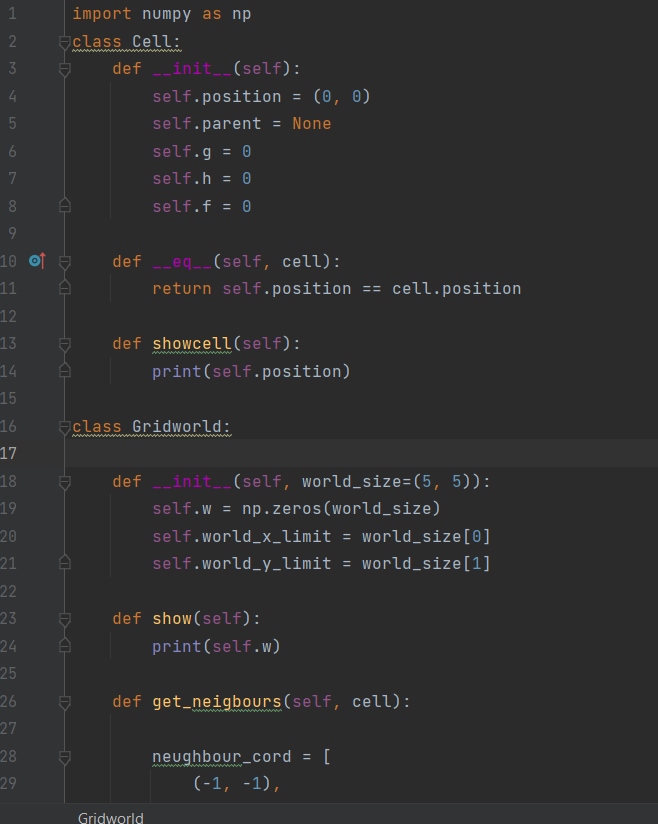 1 import numpy as np
2 class Cell:
3     def __init__(self):
4         self.position = (0, 0)
5         self.parent = None
6         self.g = 0
7         self.h = 0
8         self.f = 0
9
10     def __eq__(self, cell):
11         return self.position == cell.position
12
13     def showcell(self):
14         print(self.position)
15
16 class Gridworld:
17
18     def __init__(self, world_size=(5, 5)):
19         self.w = np.zeros(world_size)
20         self.world_x_limit = world_size[0]
21         self.world_y_limit = world_size[1]
22
23     def show(self):
24         print(self.w)
25
26     def get_neigbours(self, cell):
27
28         neughbour_cord = [
29             (-1, -1),
Gridworld